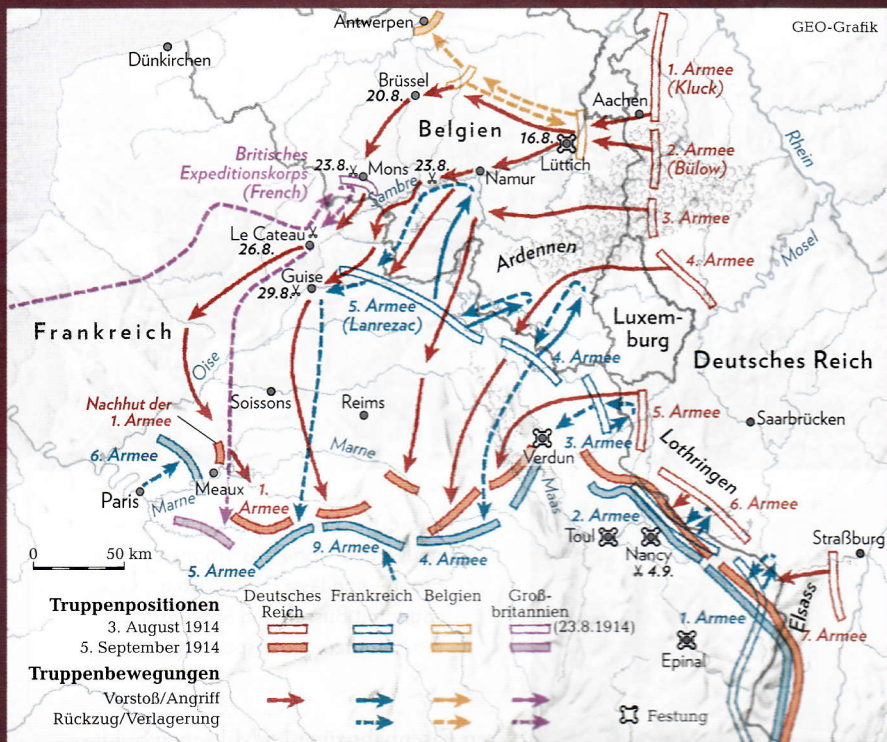 Antwerpen
GEO-Grafik
Dünkirchen
Brüssel
20.8.
Aachen
1. Armee
(Kluck)
Belgien
16.8.
Lüttich
2. Armee
(Bülow)
Rhein
Britisches
Expeditionskorps
(French)
23.8.
Mons
23.8.
Sambre
Namur
3. Armee
Le Cateau
26.8.
Ardennen
4. Armee
Mosel
Guise
29.8.
5. Armee
(Lanrezac)
Luxem-
burg
Frankreich
Deutsches Reich
Oise
4. Armee
Soissons
Reims
Nachhut der
1. Armee
5. Armee
Saarbrücken
3. Armee
Verdun
Marne
6. Armee
Lothringen
Meaux
Paris
Marne
1.
Armee
Maas
2. Armee
6. Armee
Toul
Nancy
4.9.
Straßburg
0 50 km
5. Armee
9. Armee
4. Armee
Elsass
1. Armee
7. Armee
Epinal
Truppenpositionen
Deutsches
Reich
Frankreich
Belgien
Groß-
britannien
3. August 1914
(23.8.1914)
5. September 1914
Truppenbewegungen
Vorstoß/Angriff
Rückzug/Verlagerung
Festung